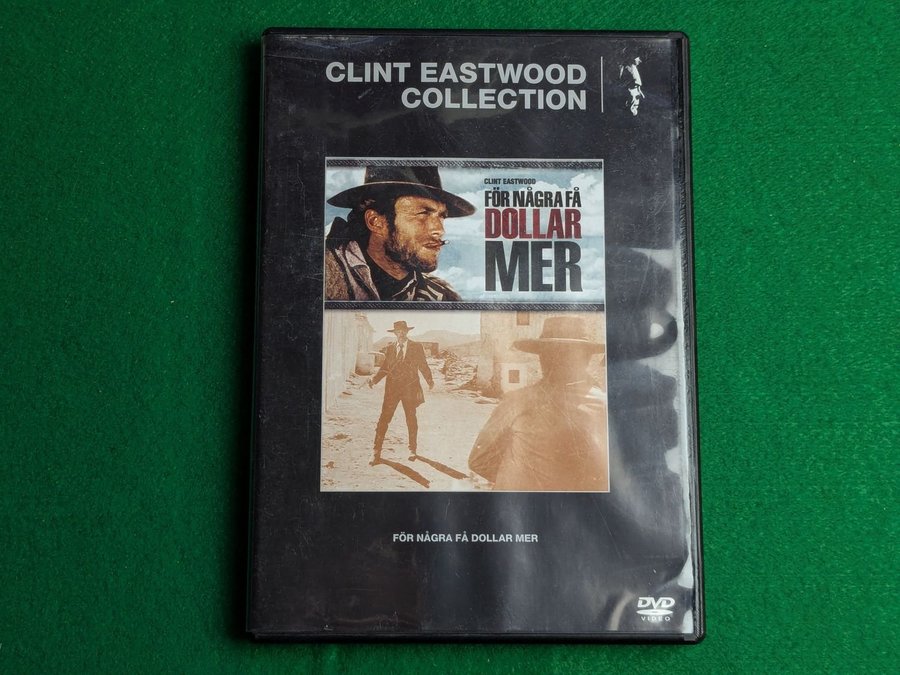 CLINT EASTWOOD
COLLECTION
CLINT EASTWOOD
FÖR NÅGRA FÅ
DOLLAR
MER
FÖR NÅGRA FÅ DOLLAR MER
DVD
VIDEO